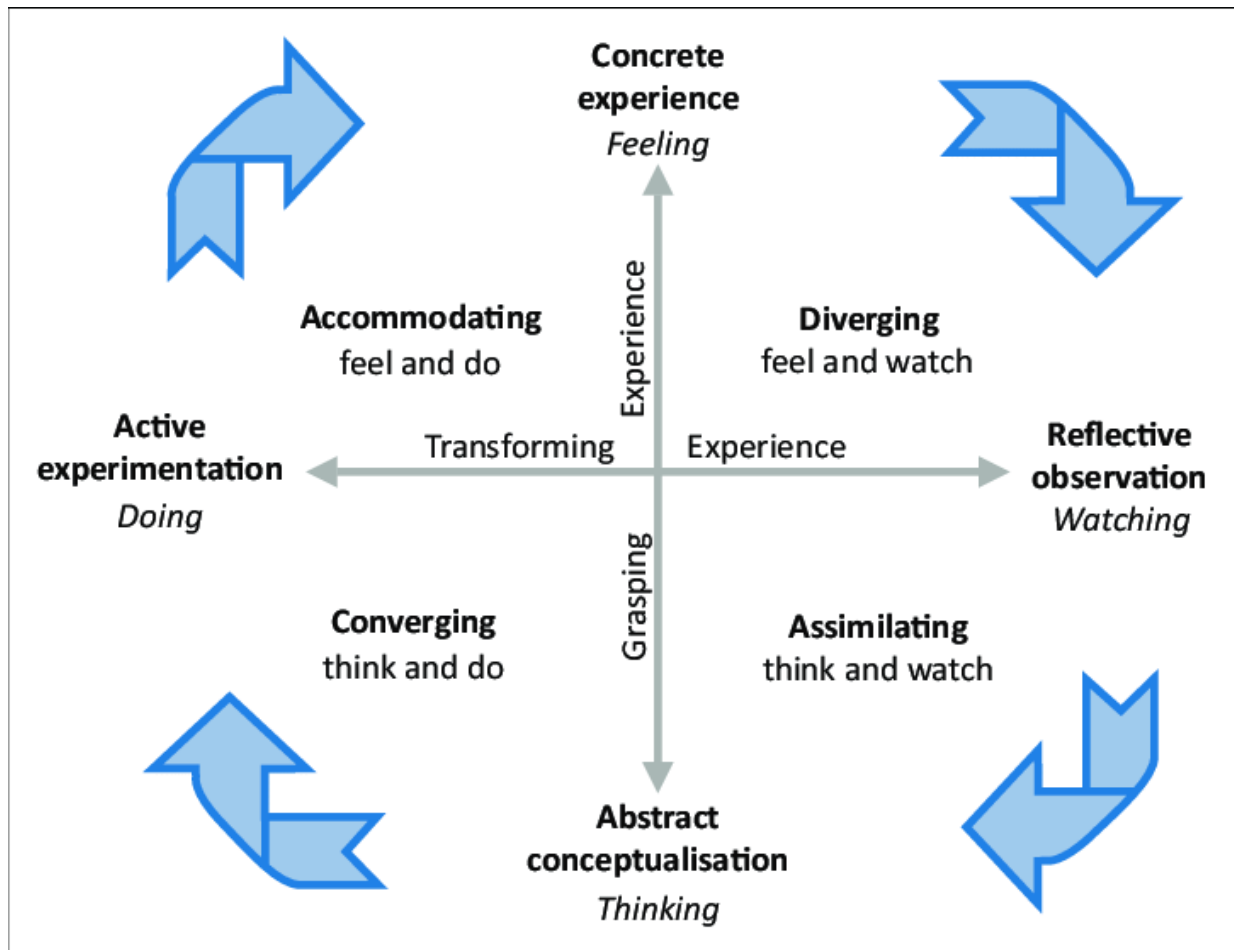 Concrete
experience
Feeling
Accommodating
feel and do
Experience
Diverging
feel and watch
Active
experimentation
Doing
Transforming
Experience
Reflective
observation
Watching
Grasping
Converging
think and do
Assimilating
think and watch
Abstract
conceptualisation
Thinking